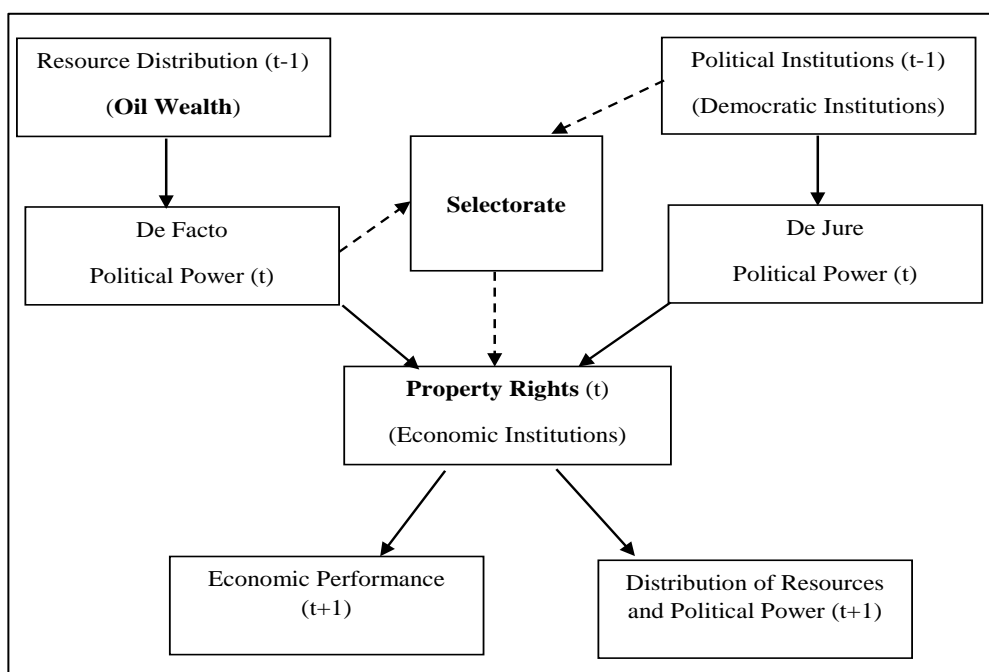 Resource Distribution (t-1)
(Oil Wealth)
Political Institutions (t-1)
(Democratic Institutions)
Selectorate
De Facto
Political Power (t)
De Jure
Political Power (t)
Property Rights (t)
(Economic Institutions)
Economic Performance
(t+1)
Distribution of Resources
and Political Power (t+1)